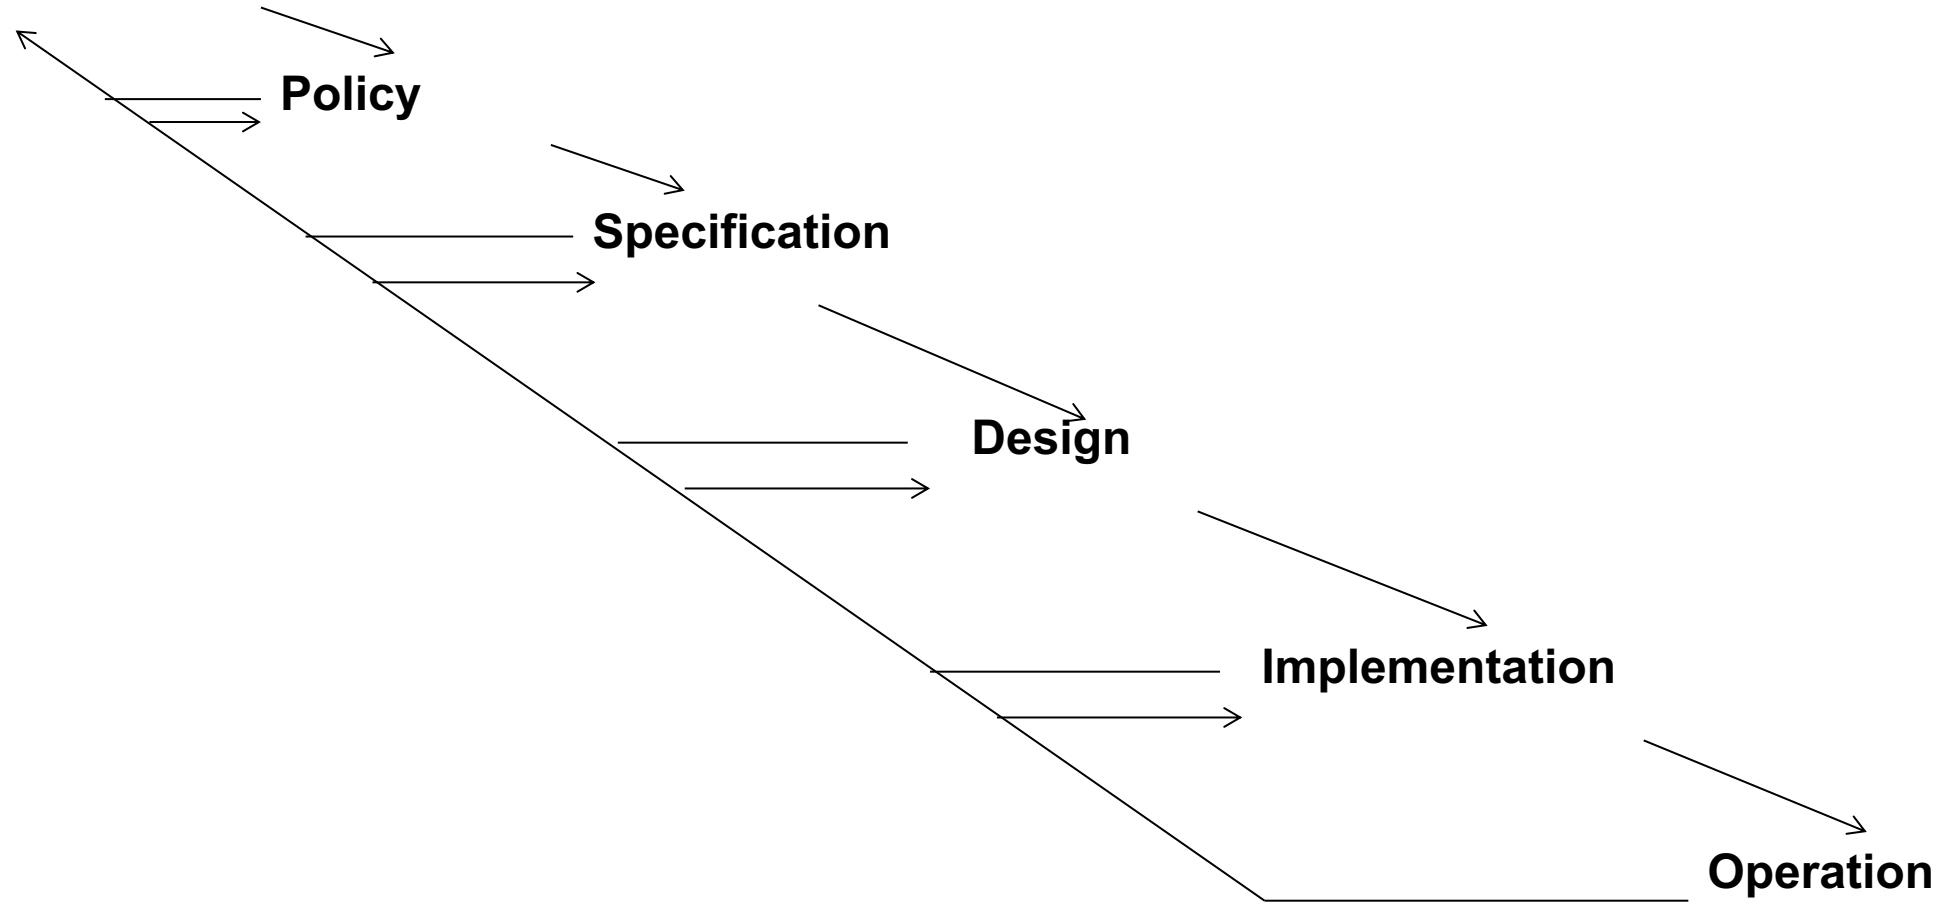 Policy
Specification
Design
Implementation
Operation